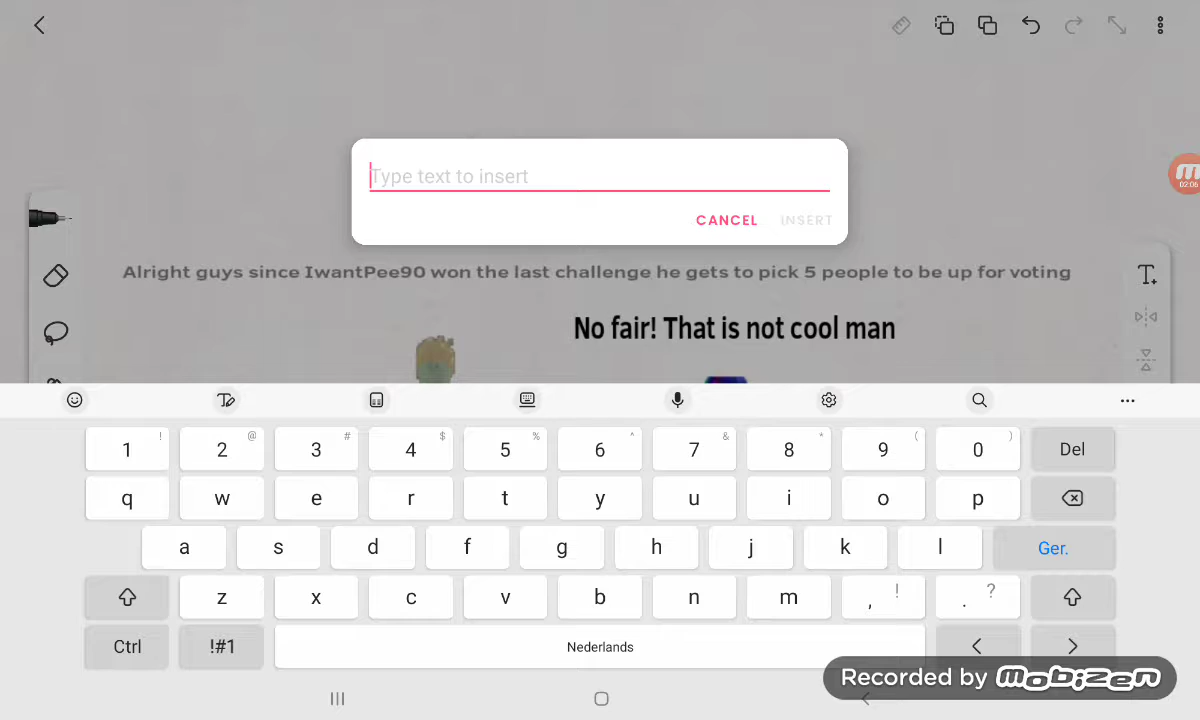 Type text to insert
CANCEL INSERT
02:06
Alright guys since IwantPee90 won the last challenge he gets to pick 5 people to be up for voting
No fair! That is not cool man
1 ! 2 @ 3 # 4 $ 5 % 6 ^ 7 & 8 * 9 ( 0 ) Del
q w e r t y u i o p
a s d f g h j k l Ger.
z x c v b n m , ! . ?
Ctrl !#1 Nederlands < >
Recorded by mobizen